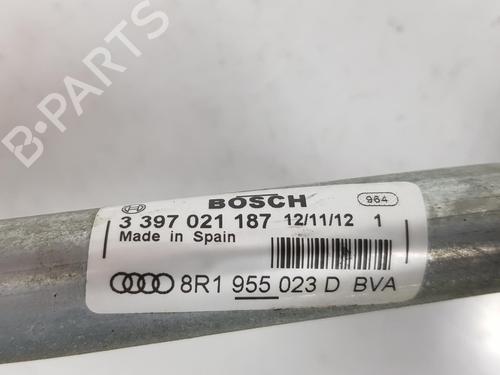 B-PARTS
BOSCH
964
3 397 021 187 12/11/12 1
Made in Spain
8R1 955 023 D BVA